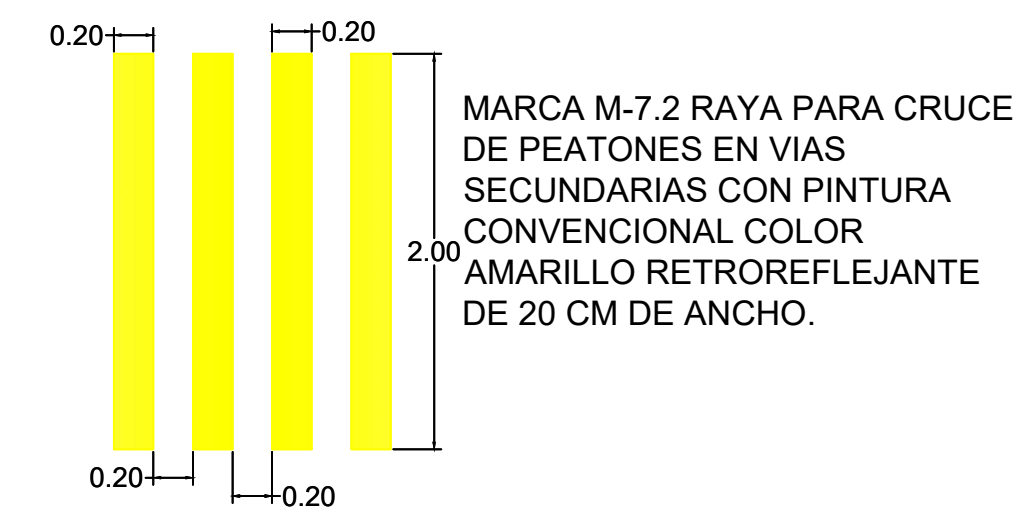 0.20
0.20
MARCA M-7.2 RAYA PARA CRUCE
DE PEATONES EN VIAS
SECUNDARIAS CON PINTURA
CONVENCIONAL COLOR
2.00
AMARILLO RETROREFLEJANTE
DE 20 CM DE ANCHO.
0.20
0.20